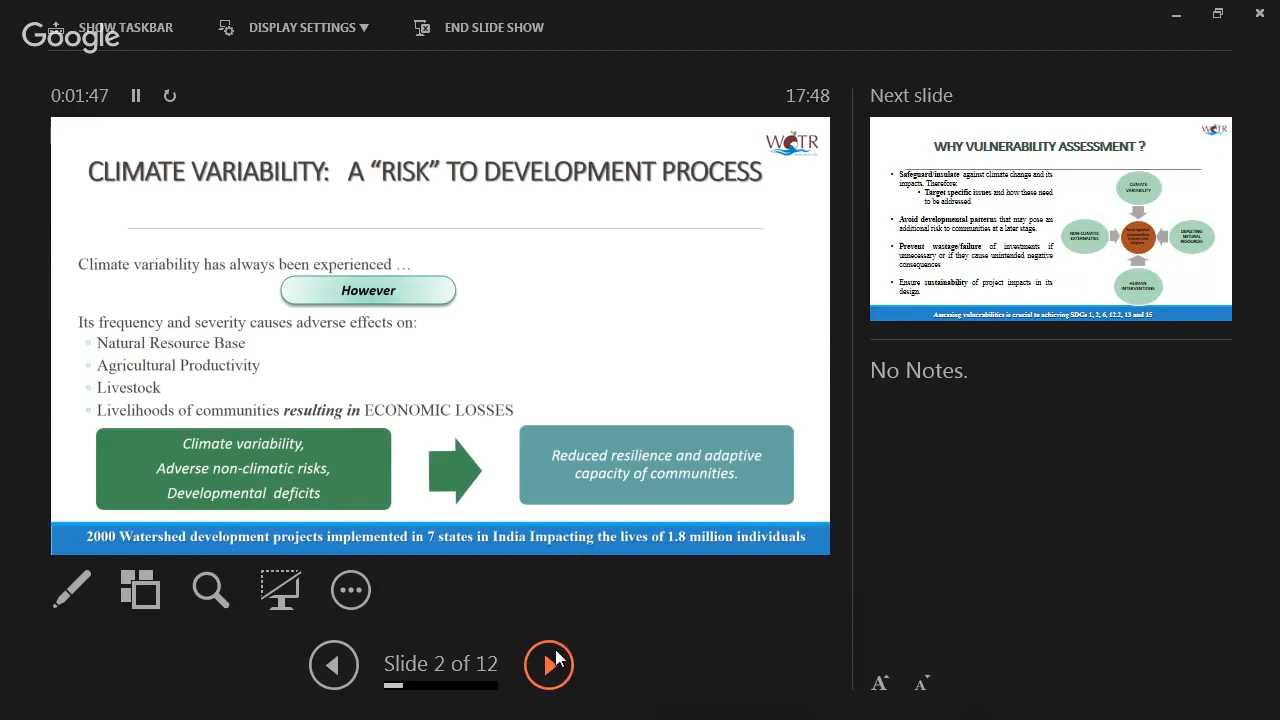 Google
SHOW TASKBAR
DISPLAY SETTINGS
END SLIDE SHOW
0:01:47
17:48
Next slide
WOTR
CLIMATE VARIABILITY: A “RISK” TO DEVELOPMENT PROCESS
Climate variability has always been experienced …
However
Its frequency and severity causes adverse effects on:
Natural Resource Base
Agricultural Productivity
Livestock
Livelihoods of communities resulting in ECONOMIC LOSSES
Climate variability,
Adverse non-climatic risks,
Developmental deficits
Reduced resilience and adaptive
capacity of communities.
2000 Watershed development projects implemented in 7 states in India Impacting the lives of 1.8 million individuals
WOTR
WHY VULNERABILITY ASSESSMENT ?
• Safeguard/insulate against climate change and its
impacts. Therefore:
• Target specific issues and how these need
to be addressed
• Avoid developmental patterns that may pose an
additional risk to communities at a later stage.
• Prevent wastage/failure of investments if
unnecessary or if they cause unintended negative
consequences
• Ensure sustainability of project impacts in its
design.
CLIMATE
VARIABILITY
NON-CLIMATIC
EXTERNALITIES
DEPLETING
NATURAL
RESOURCES
HUMAN
INTERVENTIONS
Assessing vulnerabilities is crucial to achieving SDGs 1, 2, 6, 12.2, 13 and 15
No Notes.
Slide 2 of 12
A A